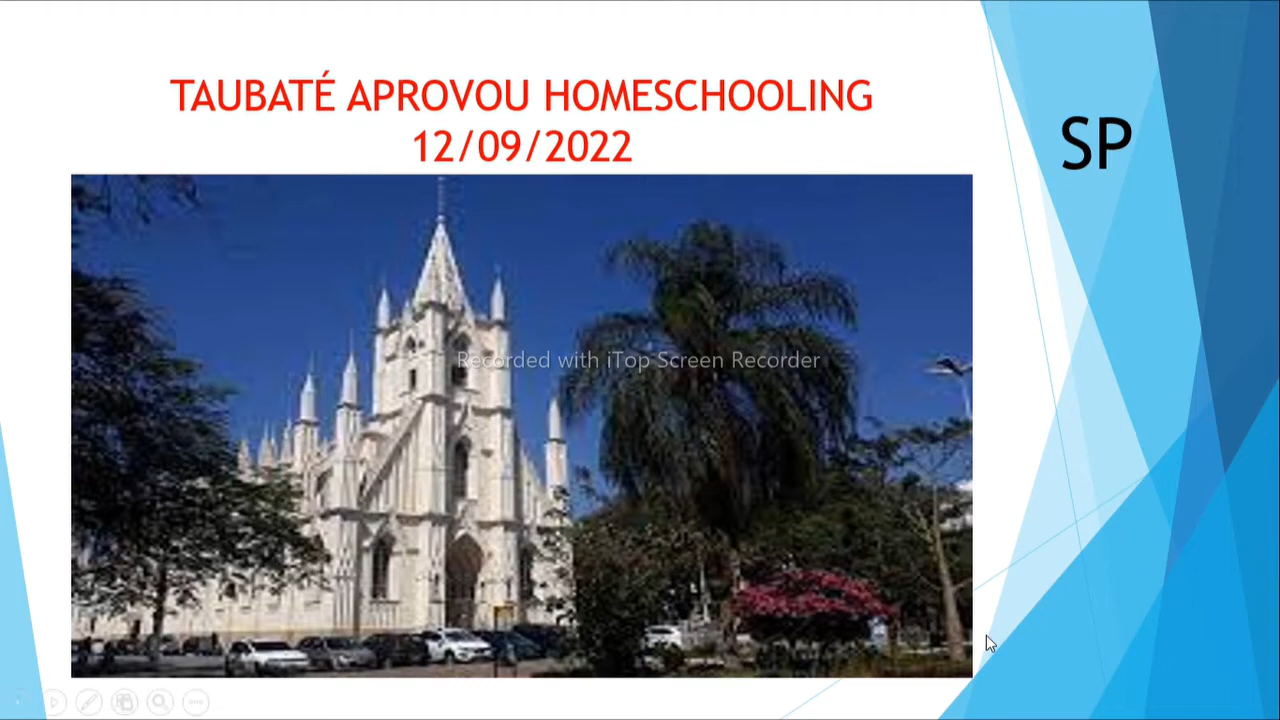 TAUBATÉ APROVOU HOMESCHOOLING
12/09/2022
SP
Recorded with iTop Screen Recorder